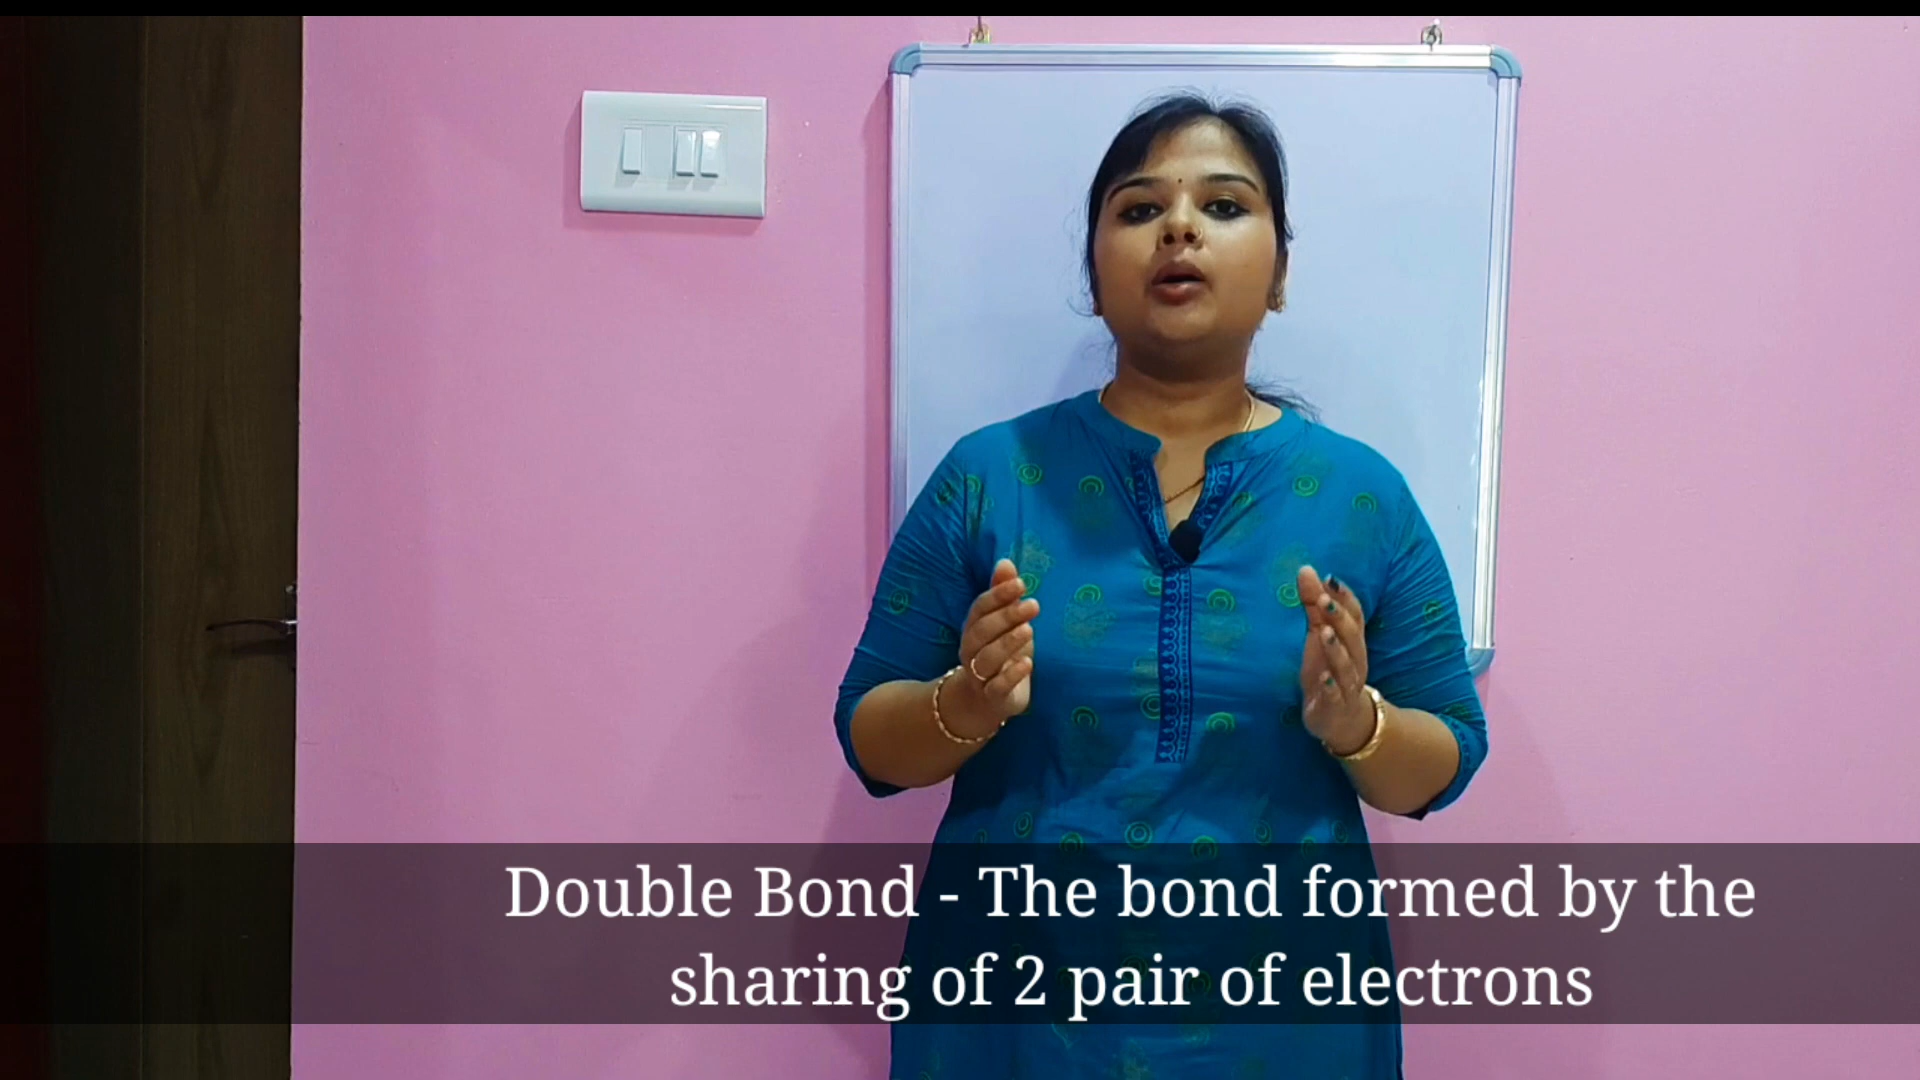 Double Bond - The bond formed by the
sharing of 2 pair of electrons